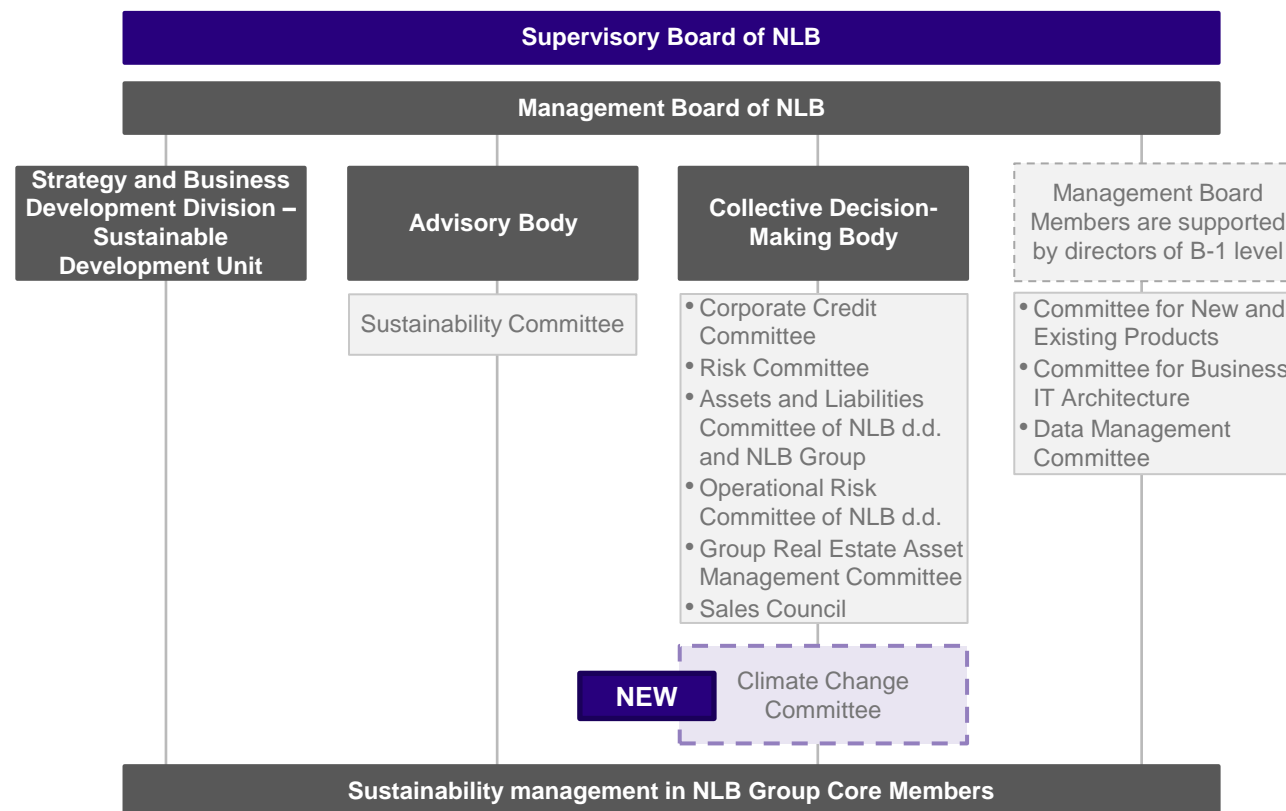 Supervisory Board of NLB
Management Board of NLB
Strategy and Business
Development Division –
Sustainable
Development Unit
Advisory Body
Sustainability Committee
Collective Decision-
Making Body
• Corporate Credit
Committee
• Risk Committee
• Assets and Liabilities
Committee of NLB d.d.
and NLB Group
• Operational Risk
Committee of NLB d.d.
• Group Real Estate Asset
Management Committee
• Sales Council
NEW
Climate Change
Committee
Management Board
Members are supported
by directors of B-1 level
• Committee for New and
Existing Products
• Committee for Business
IT Architecture
• Data Management
Committee
Sustainability management in NLB Group Core Members